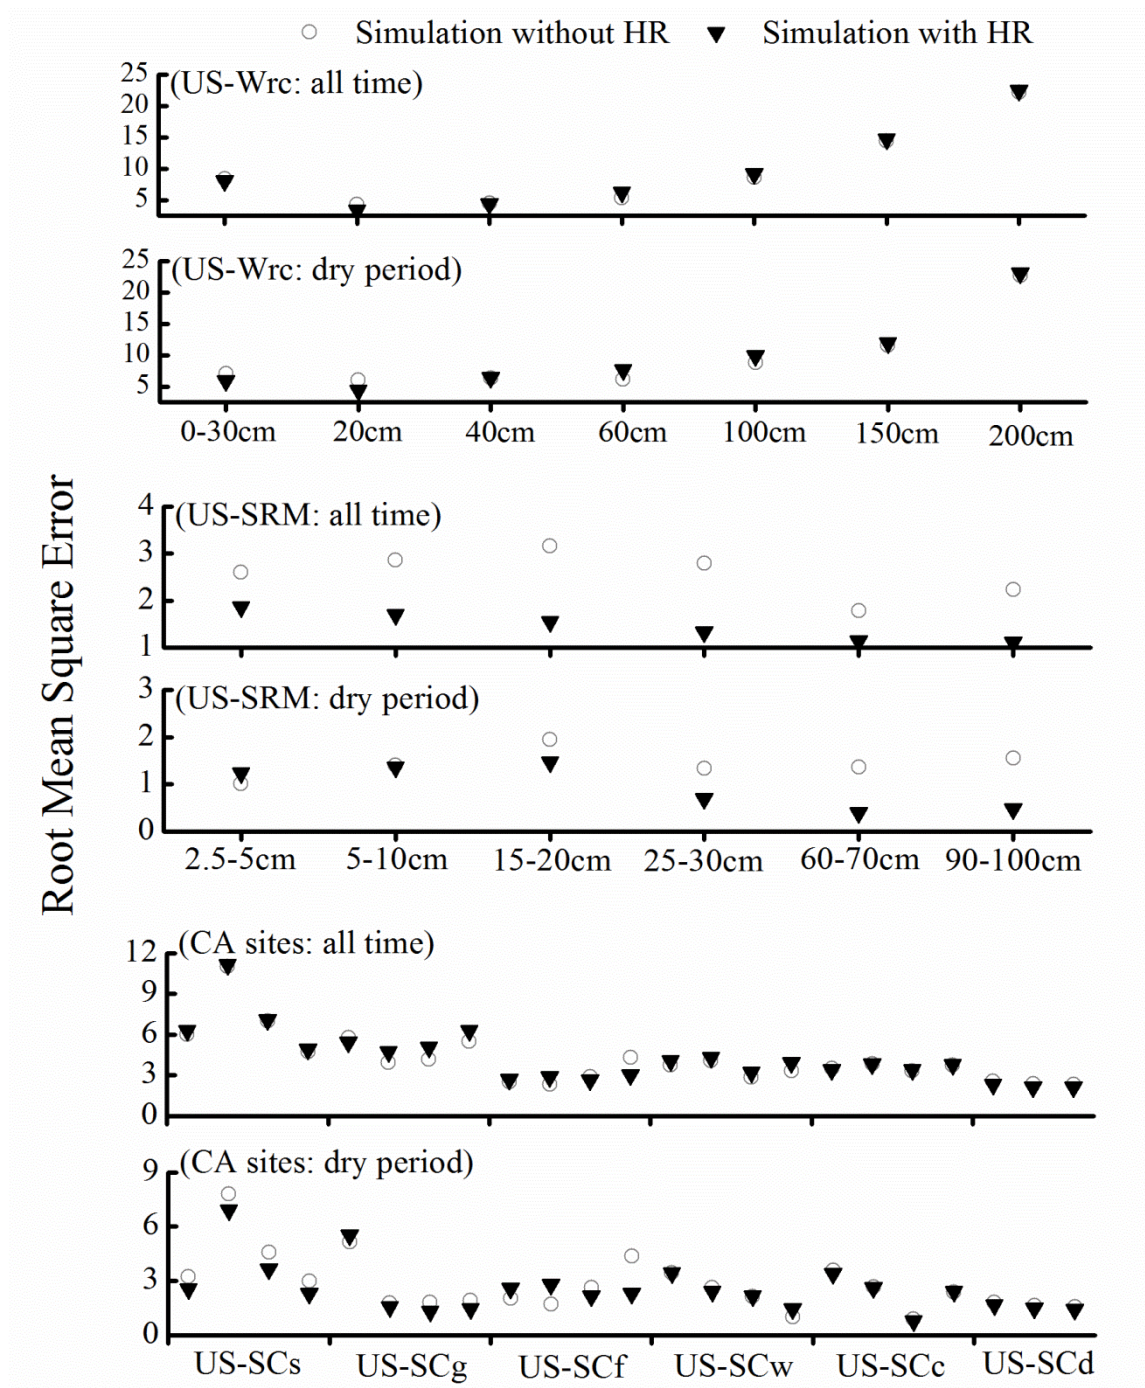 Simulation without HR Simulation with HR
(US-Wrc: all time)
25
20
15
10
5
(US-Wrc: dry period)
25
20
15
10
5
0-30cm 20cm 40cm 60cm 100cm 150cm 200cm
Root Mean Square Error
(US-SRM: all time)
4
3
2
1
(US-SRM: dry period)
3
2
1
0
2.5-5cm 5-10cm 15-20cm 25-30cm 60-70cm 90-100cm
(CA sites: all time)
12
9
6
3
0
(CA sites: dry period)
9
6
3
0
US-SCs US-SCg US-SCf US-SCw US-SCc US-SCd